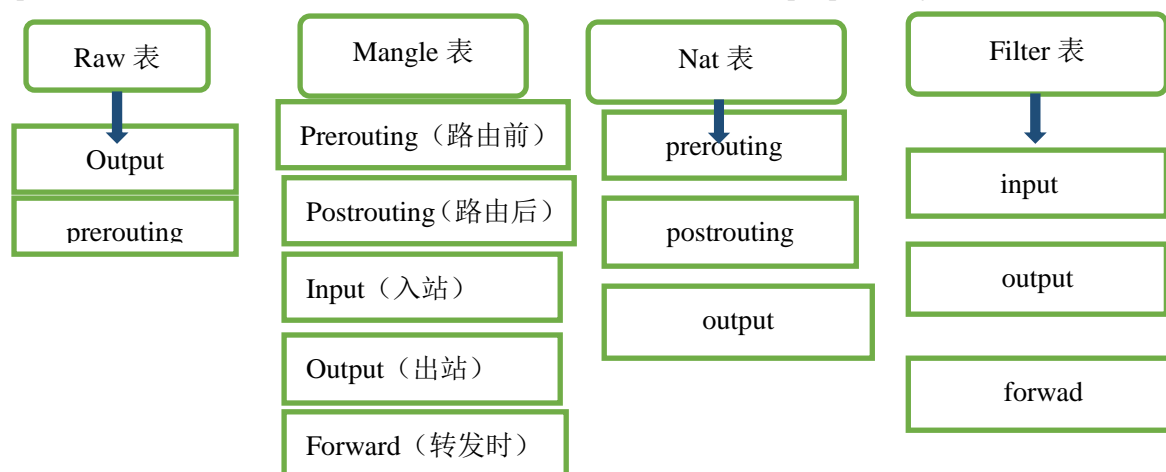 Raw 表
Output
prerouting
Mangle 表
Prerouting（路由前）
Postrouting（路由后）
Input（入站）
Output（出站）
Forward（转发时）
Nat 表
prerouting
postrouting
output
Filter 表
input
output
forwad